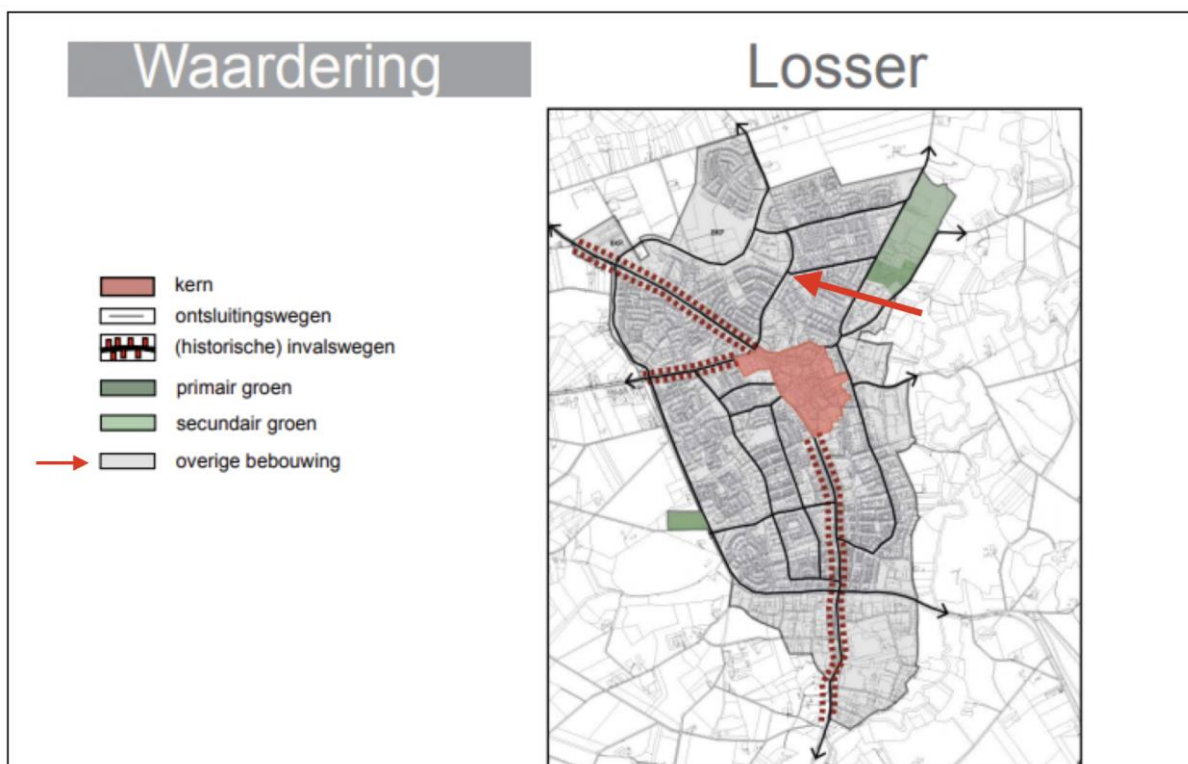 Waardering
Losser
kern
ontsluitingswegen
(historische) invalswegen
primair groen
secundair groen
overige bebouwing